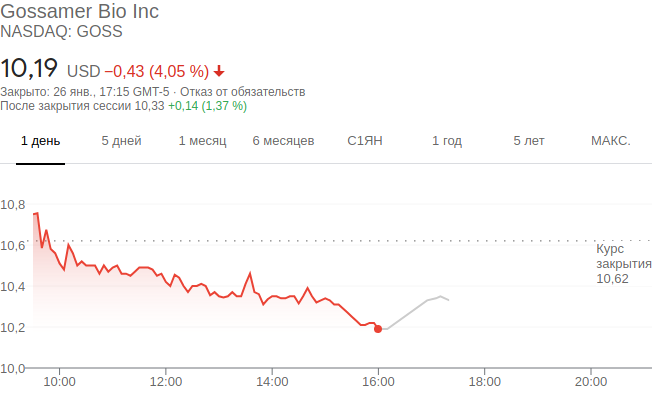 Gossamer Bio Inc
NASDAQ: GOSS
10,19 USD −0,43 (4,05 %)
Закрыто: 26 янв., 17:15 GMT-5 · Отказ от обязательств
После закрытия сессии 10,33 +0,14 (1,37 %)
1 день 5 дней 1 месяц 6 месяцев С1ЯН 1 год 5 лет МАКС.
10,8
10,6
Курс
закрытия
10,62
10,4
10,2
10,0
10:00 12:00 14:00 16:00 18:00 20:00